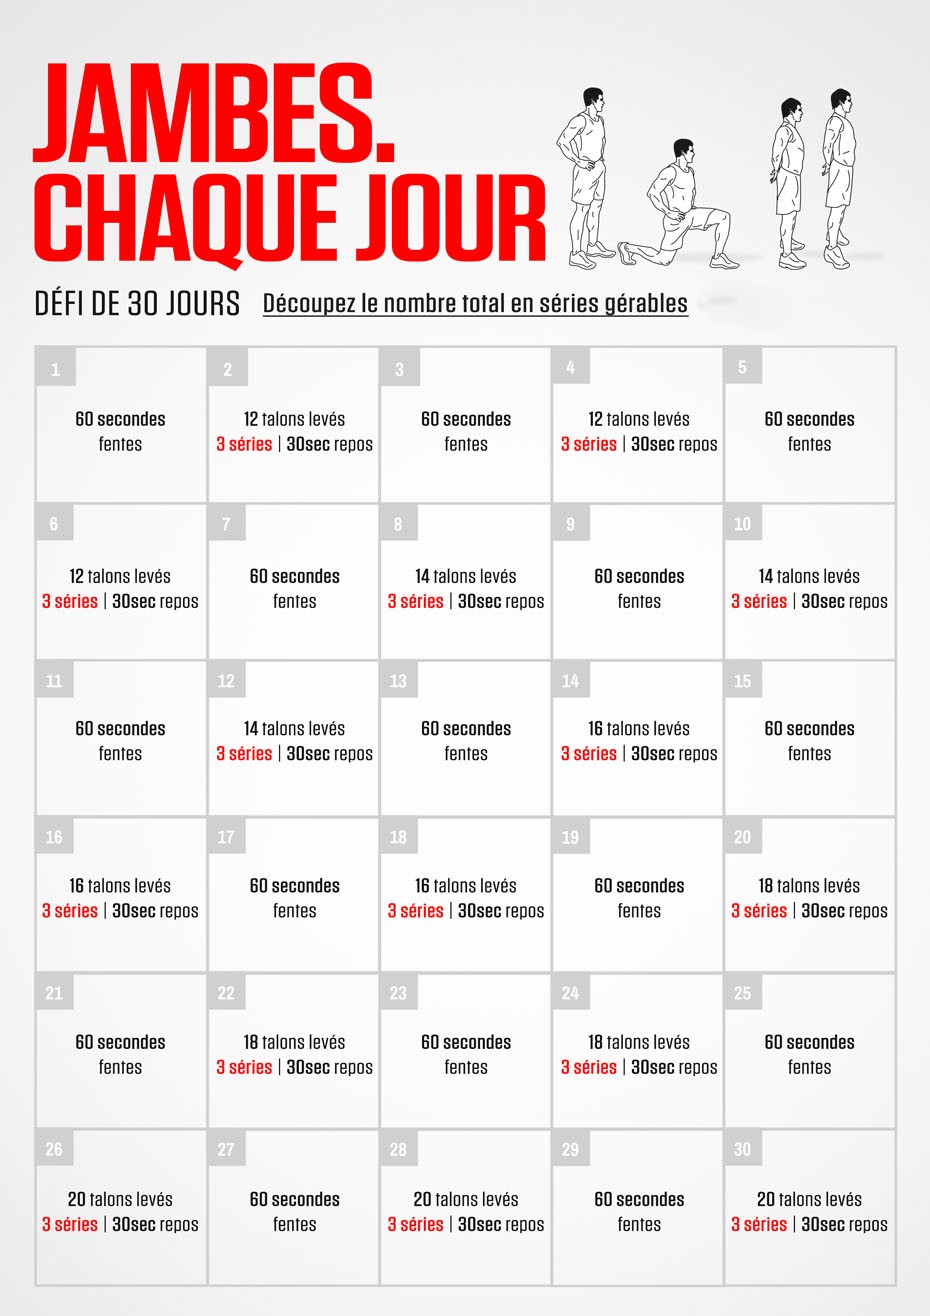 JAMBES.
CHAQUE JOUR
DÉFI DE 30 JOURS Découpez le nombre total en séries gérables
1
60 secondes
fentes
2
12 talons levés
3 séries | 30sec repos
3
60 secondes
fentes
4
12 talons levés
3 séries | 30sec repos
5
60 secondes
fentes
6
12 talons levés
3 séries | 30sec repos
7
60 secondes
fentes
8
14 talons levés
3 séries | 30sec repos
9
60 secondes
fentes
10
14 talons levés
3 séries | 30sec repos
11
60 secondes
fentes
12
14 talons levés
3 séries | 30sec repos
13
60 secondes
fentes
14
16 talons levés
3 séries | 30sec repos
15
60 secondes
fentes
16
16 talons levés
3 séries | 30sec repos
17
60 secondes
fentes
18
16 talons levés
3 séries | 30sec repos
19
60 secondes
fentes
20
18 talons levés
3 séries | 30sec repos
21
60 secondes
fentes
22
18 talons levés
3 séries | 30sec repos
23
60 secondes
fentes
24
18 talons levés
3 séries | 30sec repos
25
60 secondes
fentes
26
20 talons levés
3 séries | 30sec repos
27
60 secondes
fentes
28
20 talons levés
3 séries | 30sec repos
29
60 secondes
fentes
30
20 talons levés
3 séries | 30sec repos